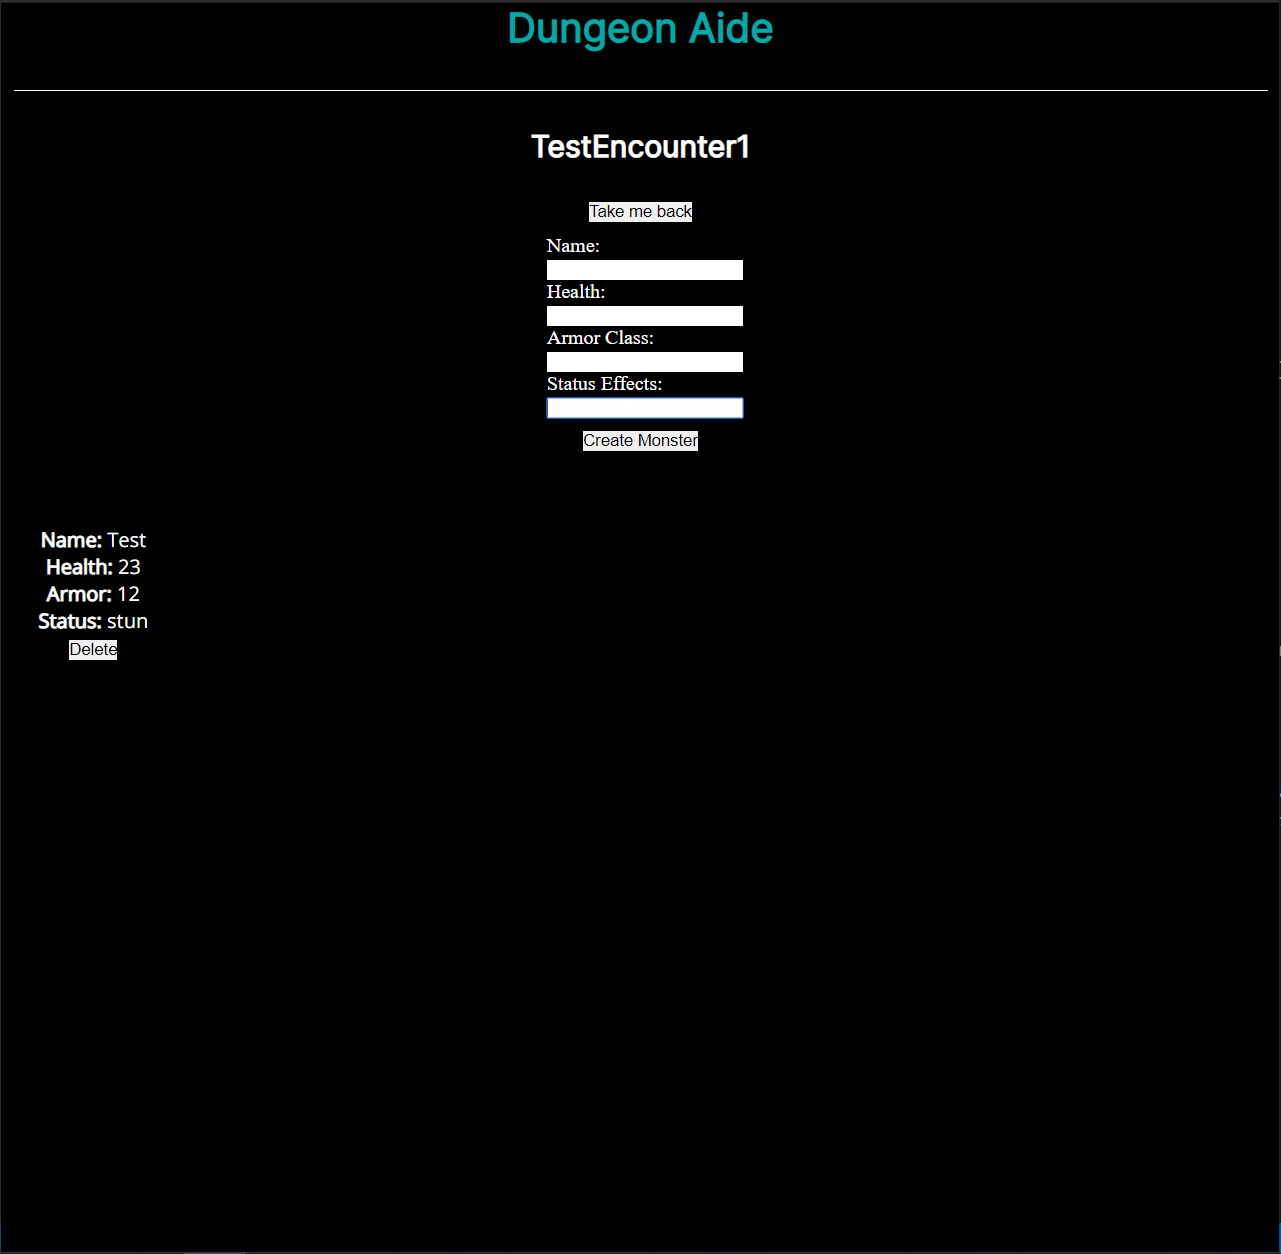 Dungeon Aide
TestEncounter1
Take me back
Name:
Health:
Armor Class:
Status Effects:
Create Monster
Name: Test
Health: 23
Armor: 12
Status: stun
Delete